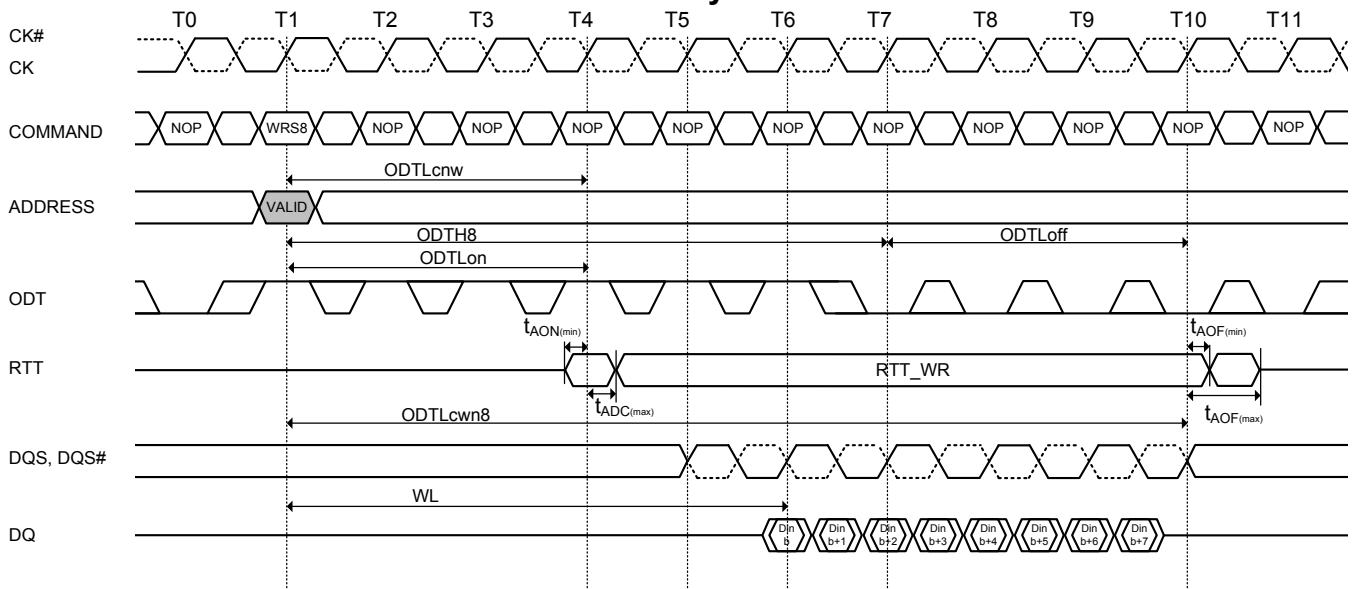 T0 T1 T2 T3 T4 T5 T6 T7 T8 T9 T10 T11
CK#
CK
COMMAND NOP WRS8 NOP NOP NOP NOP NOP NOP NOP NOP NOP NOP
ODTLcnw
ADDRESS VALID
ODTH8 ODTLoff
ODTLon
ODT
tAON(min) tAOF(min)
RTT RTT_WR
tADC(max) tAOF(max)
ODTLcwn8
DQS, DQS#
WL
DQ Din b Din b+1 Din b+2 Din b+3 Din b+4 Din b+5 Din b+6 Din b+7